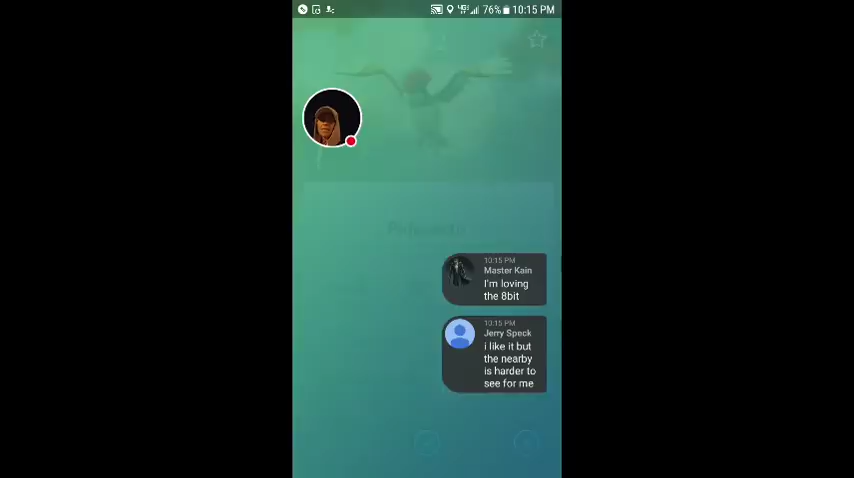 76% 10:15 PM
10:15 PM
Master Kain
I'm loving
the 8bit
10:15 PM
Jerry Speck
i like it but
the nearby
is harder to
see for me